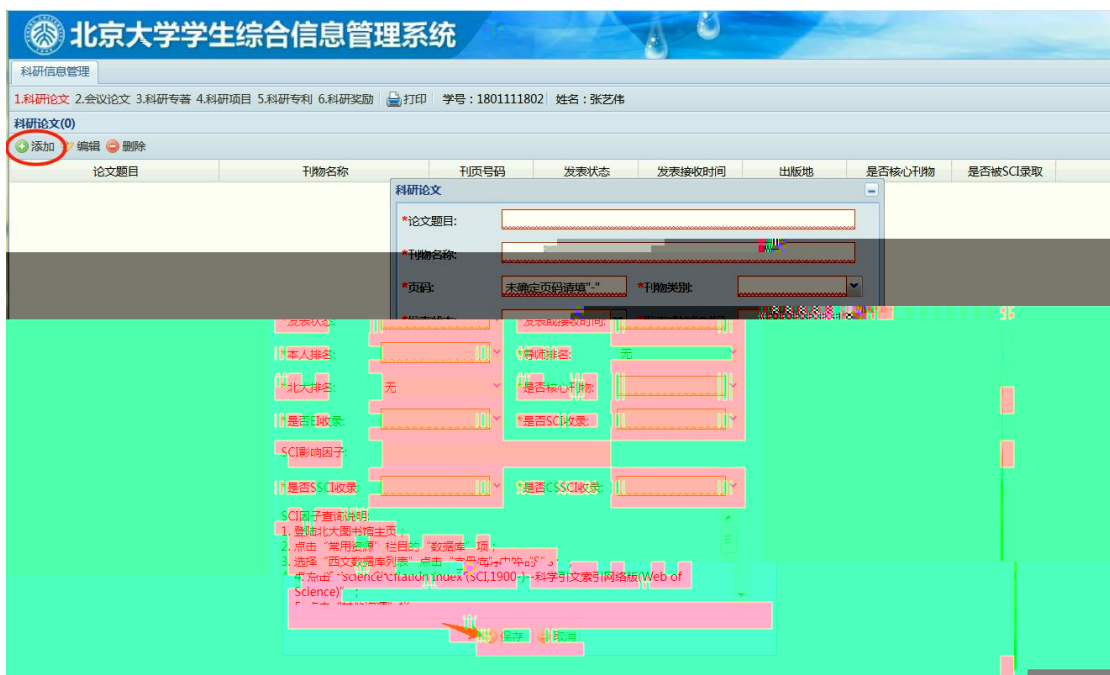 北京大学学生综合信息管理系统
科研信息管理
1.科研论文 2.会议论文 3.科研专著 4.科研项目 5.科研专利 6.科研奖励 打印 学号：1801111802 姓名：张艺伟
科研论文(0)
添加 编辑 删除
论文题目 刊物名称 刊页号码 发表状态 发表接收时间 出版地 是否核心刊物 是否被SCI录取
科研论文
*论文题目:
*刊物名称:
*页码: 未确定页码请填"-" *刊物类别:
发表状态: 发表或接收时间:
*本人排名: *导师排名: 无
*北大排名: 无 *是否核心刊物:
*是否EI收录: *是否SCI收录:
SCI影响因子:
*是否SSCI收录: *是否CSSCI收录:
SCI因子查询说明:
1. 登陆北大图书馆主页；
2. 点击“常用资源”栏目的“数据库”项；
3. 选择“西文数据库列表”点击
4. 点击“Science Citation Index (SCI,1900-)--科学引文索引网络版(Web of
Science)”；
保存 取消